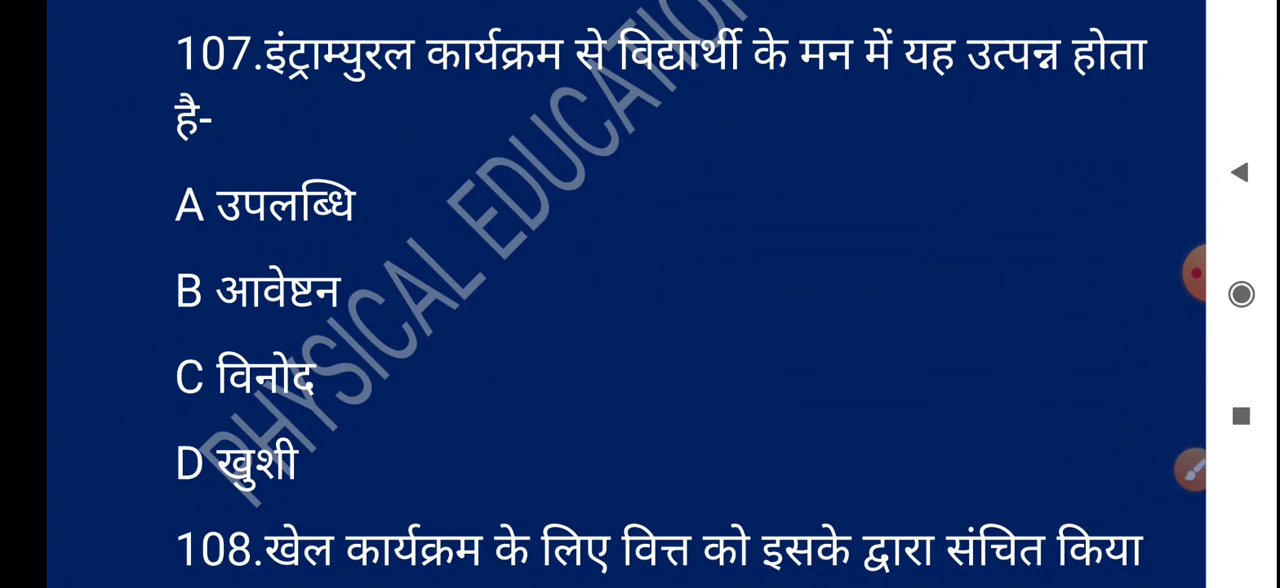 107.इंट्राम्युरल कार्यक्रम से विद्यार्थी के मन में यह उत्पन्न होता
है-
A उपलब्धि
B आवेष्टन
C विनोद
D खुशी
108.खेल कार्यक्रम के लिए वित्त को इसके द्वारा संचित किया
PHYSICAL EDUCATION